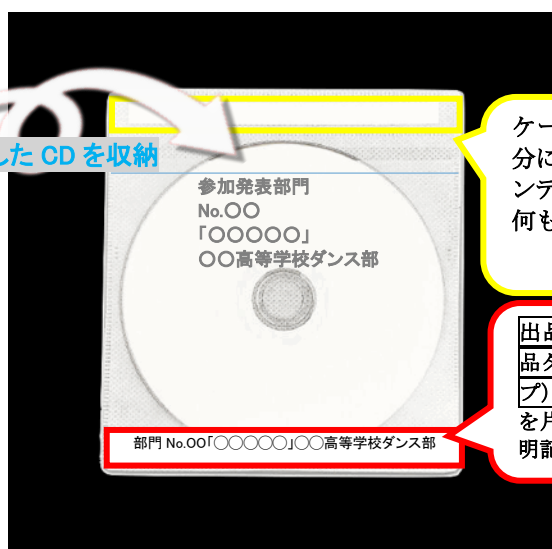 した CD を収納
参加発表部門
No.〇〇
「〇〇〇〇〇」
〇〇高等学校ダンス部
部門 No.〇〇「〇〇〇〇〇」〇〇高等学校ダンス部
ケー
分に
ンデ
何も
出品
品タ
プ)
を片
明記